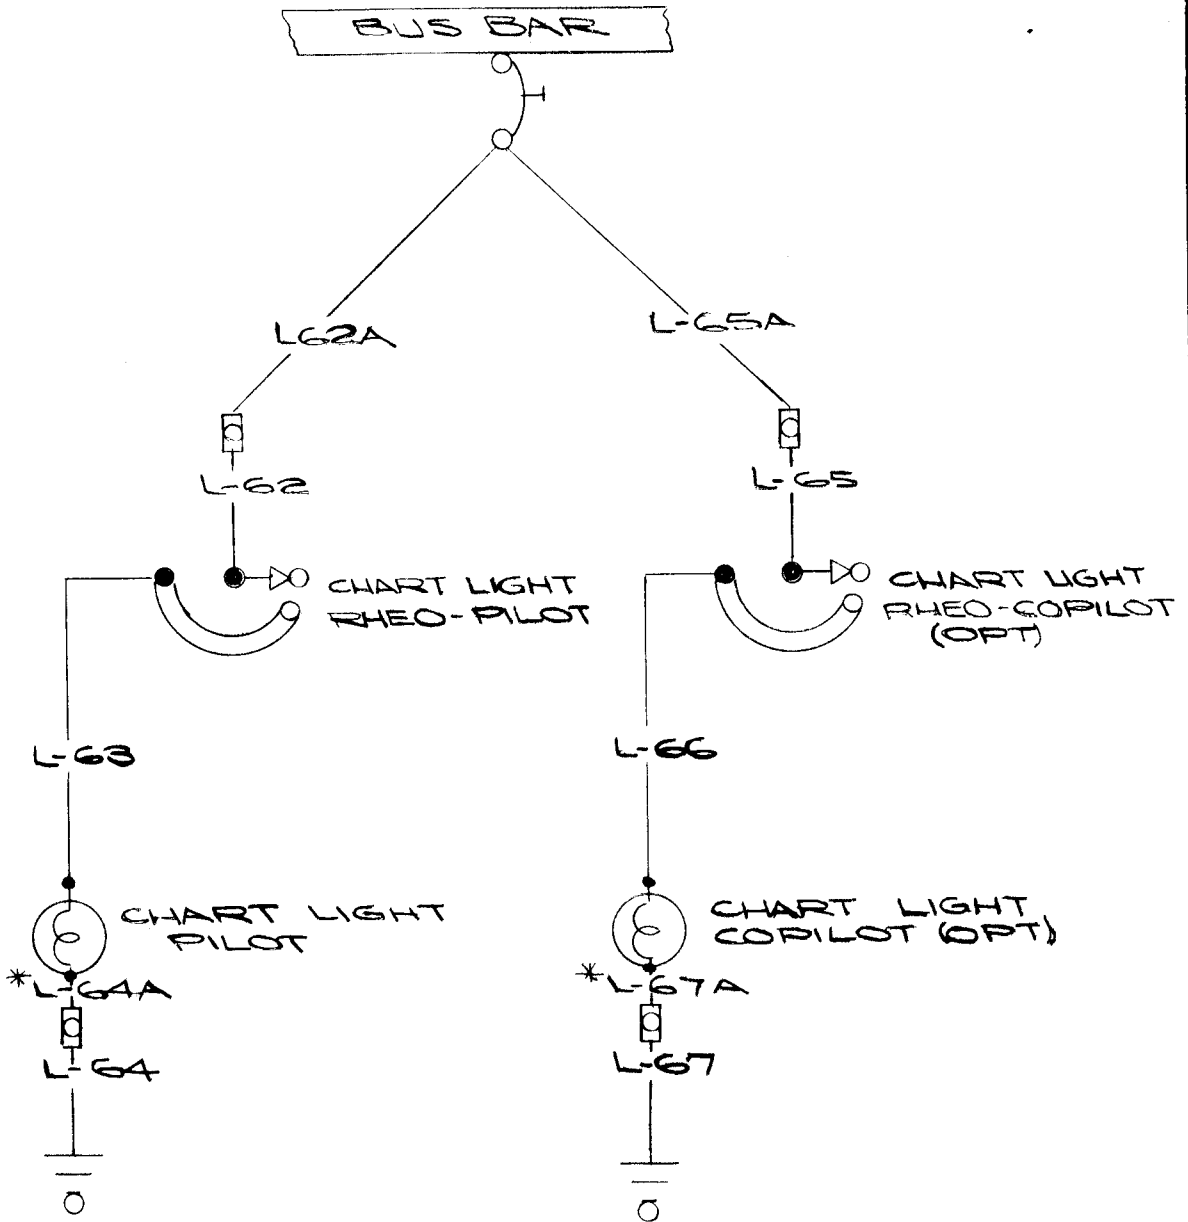 BUS BAR
L62A
L-65A
L-62
L-65
CHART LIGHT
RHEO-PILOT
CHART LIGHT
RHEO-COPILOT
(OPT)
L-63
L-66
CHART LIGHT
PILOT
CHART LIGHT
COPILOT (OPT)
*L-64A
*L-67A
L-64
L-67